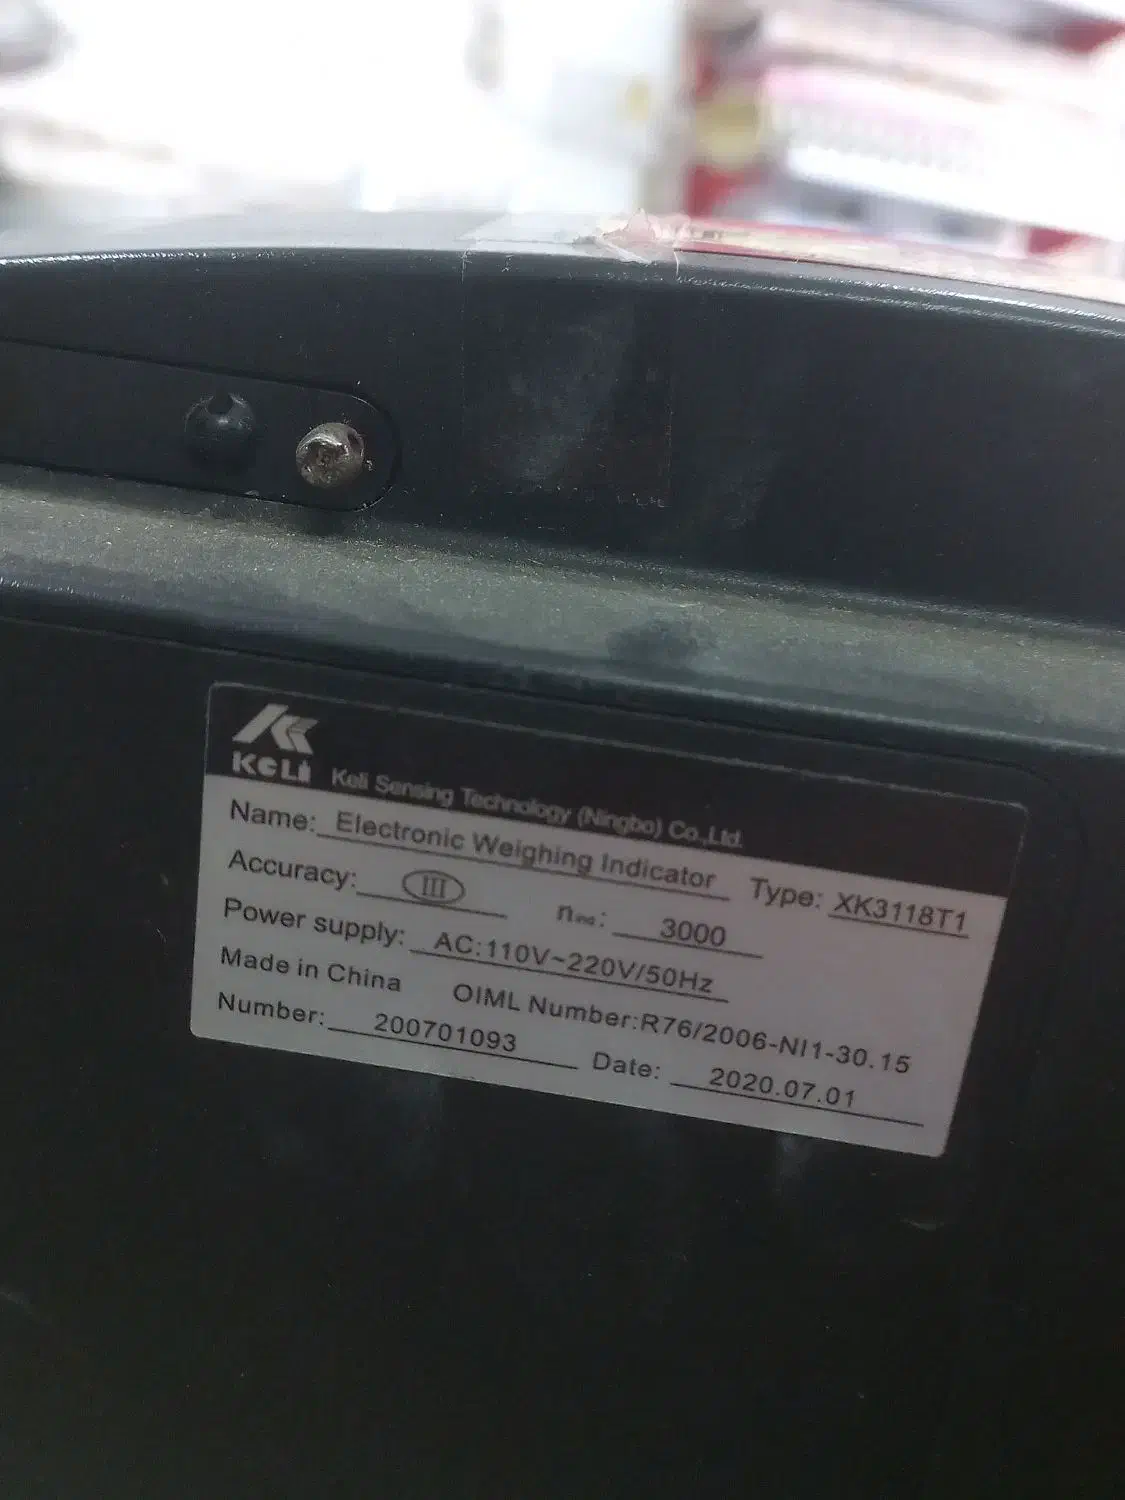 KELi Keli Sensing Technology (Ningbo) Co.,Ltd.
Name: Electronic Weighing Indicator Type: XK3118T1
Accuracy: III nind: 3000
Power supply: AC:110V~220V/50Hz
Made in China OIML Number:R76/2006-NI1-30.15
Number: 200701093 Date: 2020.07.01